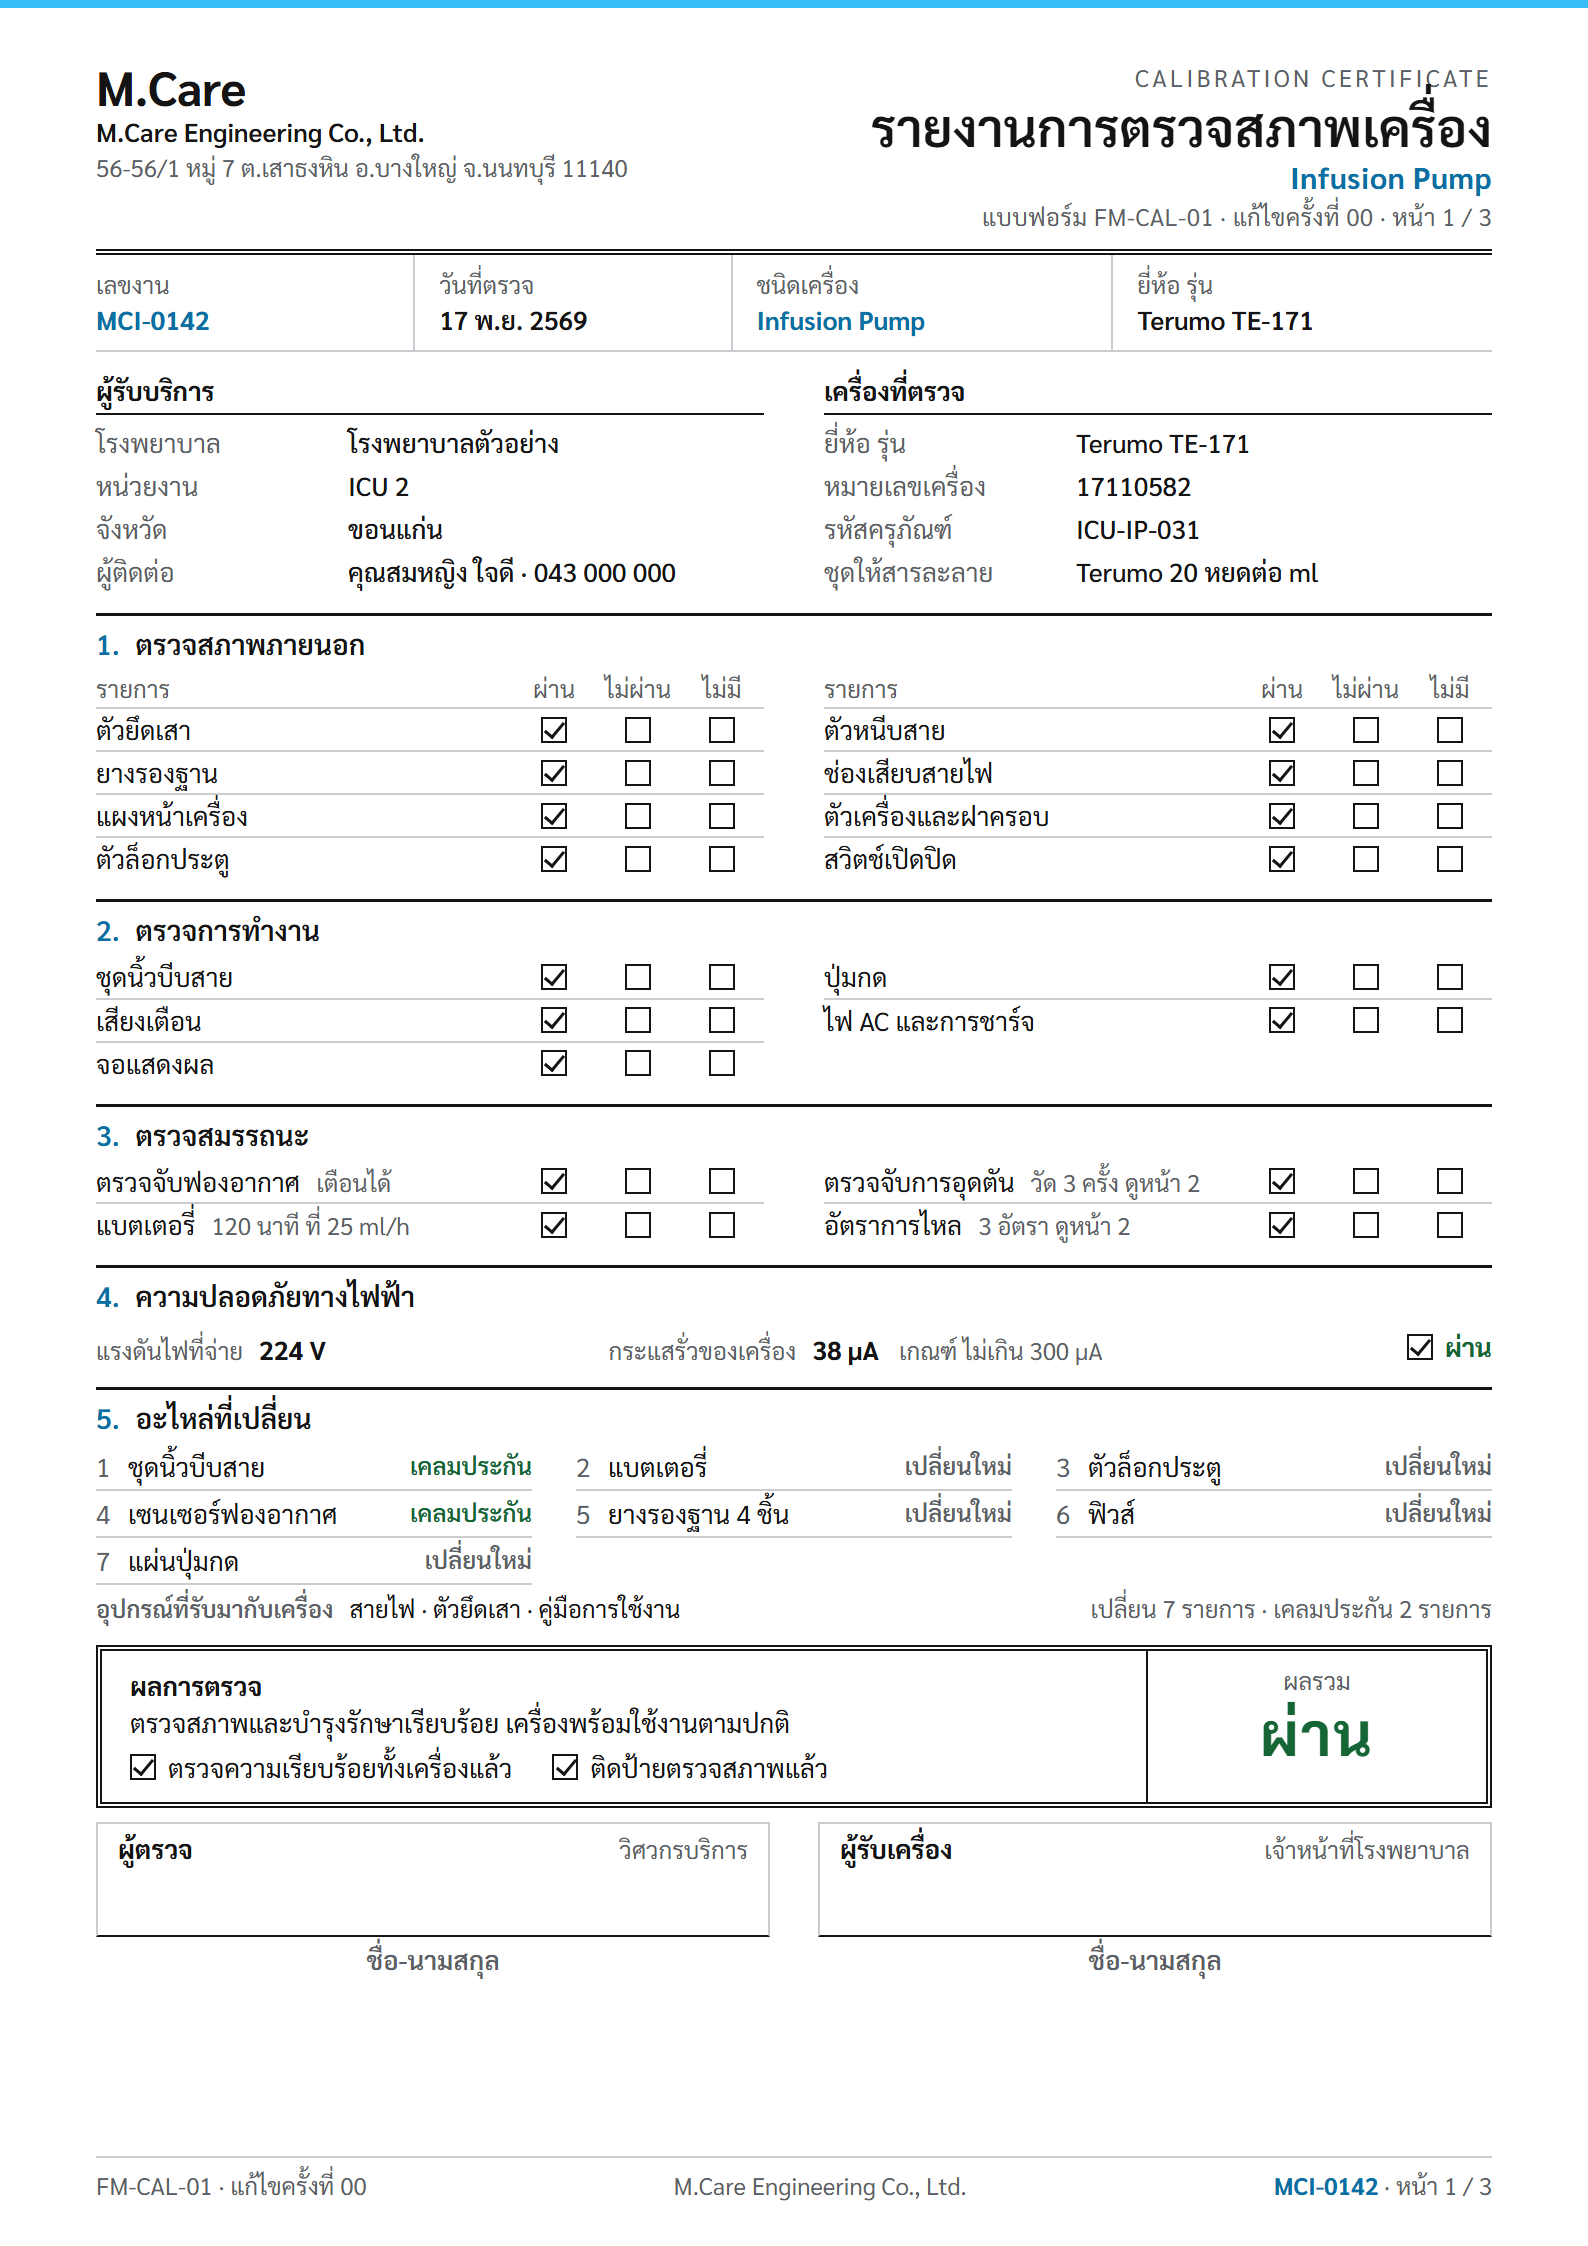 M.Care
M.Care Engineering Co., Ltd.
56-56/1 หมู่ 7 ต.เสาธงหิน อ.บางใหญ่ จ.นนทบุรี 11140
CALIBRATION CERTIFICATE
รายงานการตรวจสภาพเครื่อง
Infusion Pump
แบบฟอร์ม FM-CAL-01 · แก้ไขครั้งที่ 00 · หน้า 1 / 3
เลขงาน วันที่ตรวจ ชนิดเครื่อง ยี่ห้อ รุ่น
MCI-0142 17 พ.ย. 2569 Infusion Pump Terumo TE-171
ผู้รับบริการ
โรงพยาบาล โรงพยาบาลตัวอย่าง
หน่วยงาน ICU 2
จังหวัด ขอนแก่น
ผู้ติดต่อ คุณสมหญิง ใจดี · 043 000 000
เครื่องที่ตรวจ
ยี่ห้อ รุ่น Terumo TE-171
หมายเลขเครื่อง 17110582
รหัสครุภัณฑ์ ICU-IP-031
ชุดให้สารละลาย Terumo 20 หยดต่อ ml
1. ตรวจสภาพภายนอก
รายการ ผ่าน ไม่ผ่าน ไม่มี
ตัวยึดเสา
ยางรองฐาน
แผงหน้าเครื่อง
ตัวล็อกประตู
รายการ ผ่าน ไม่ผ่าน ไม่มี
ตัวหนีบสาย
ช่องเสียบสายไฟ
ตัวเครื่องและฝาครอบ
สวิตช์เปิดปิด
2. ตรวจการทำงาน
ชุดนิ้วบีบสาย
เสียงเตือน
จอแสดงผล
ปุ่มกด
ไฟ AC และการชาร์จ
3. ตรวจสมรรถนะ
ตรวจจับฟองอากาศ เตือนได้
แบตเตอรี่ 120 นาที ที่ 25 ml/h
ตรวจจับการอุดตัน วัด 3 ครั้ง ดูหน้า 2
อัตราการไหล 3 อัตรา ดูหน้า 2
4. ความปลอดภัยทางไฟฟ้า
แรงดันไฟที่จ่าย 224 V กระแสรั่วของเครื่อง 38 µA เกณฑ์ ไม่เกิน 300 µA ผ่าน
5. อะไหล่ที่เปลี่ยน
1 ชุดนิ้วบีบสาย เคลมประกัน 2 แบตเตอรี่ เปลี่ยนใหม่ 3 ตัวล็อกประตู เปลี่ยนใหม่
4 เซนเซอร์ฟองอากาศ เคลมประกัน 5 ยางรองฐาน 4 ชิ้น เปลี่ยนใหม่ 6 ฟิวส์ เปลี่ยนใหม่
7 แผ่นปุ่มกด เปลี่ยนใหม่
อุปกรณ์ที่รับมากับเครื่อง สายไฟ · ตัวยึดเสา · คู่มือการใช้งาน เปลี่ยน 7 รายการ · เคลมประกัน 2 รายการ
ผลการตรวจ
ตรวจสภาพและบำรุงรักษาเรียบร้อย เครื่องพร้อมใช้งานตามปกติ
ตรวจความเรียบร้อยทั้งเครื่องแล้ว ติดป้ายตรวจสภาพแล้ว
ผลรวม
ผ่าน
ผู้ตรวจ วิศวกรบริการ
ชื่อ-นามสกุล
ผู้รับเครื่อง เจ้าหน้าที่โรงพยาบาล
ชื่อ-นามสกุล
FM-CAL-01 · แก้ไขครั้งที่ 00 M.Care Engineering Co., Ltd. MCI-0142 · หน้า 1 / 3